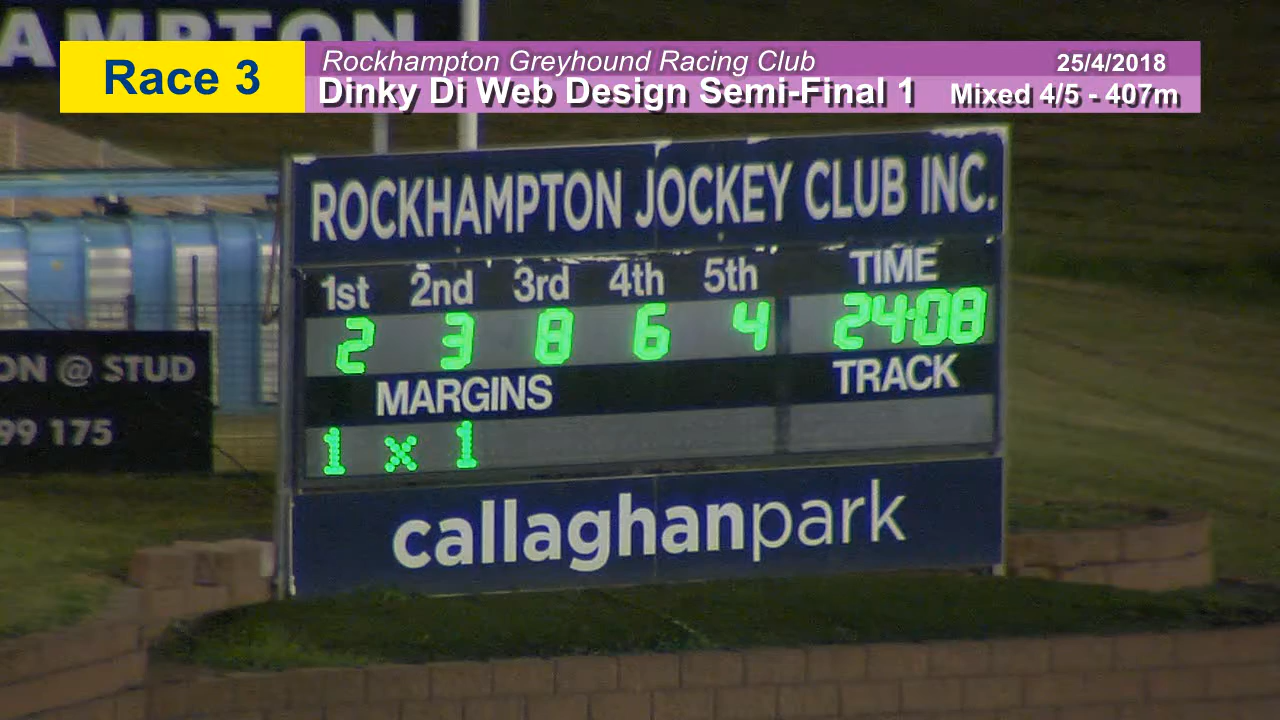 AMPTON
Race 3
Rockhampton Greyhound Racing Club
25/4/2018
Dinky Di Web Design Semi-Final 1
Mixed 4/5 - 407m
ROCKHAMPTON JOCKEY CLUB INC.
1st 2nd 3rd 4th 5th TIME
2 3 8 6 4 24:08
MARGINS TRACK
1 x 1
callaghanpark
ON @ STUD
99 175